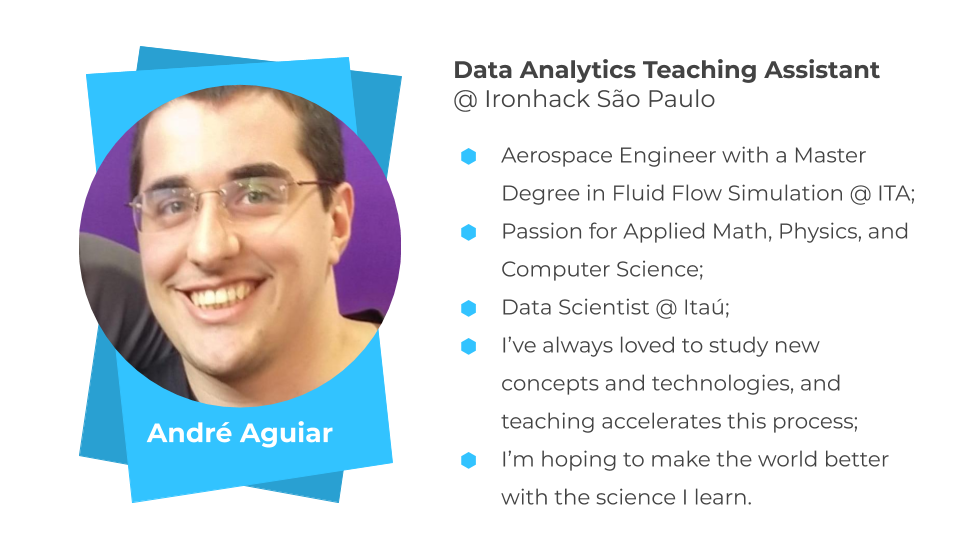 Data Analytics Teaching Assistant
@ Ironhack São Paulo
Aerospace Engineer with a Master
Degree in Fluid Flow Simulation @ ITA;
Passion for Applied Math, Physics, and
Computer Science;
Data Scientist @ Itaú;
I’ve always loved to study new
concepts and technologies, and
teaching accelerates this process;
I’m hoping to make the world better
with the science I learn.
André Aguiar